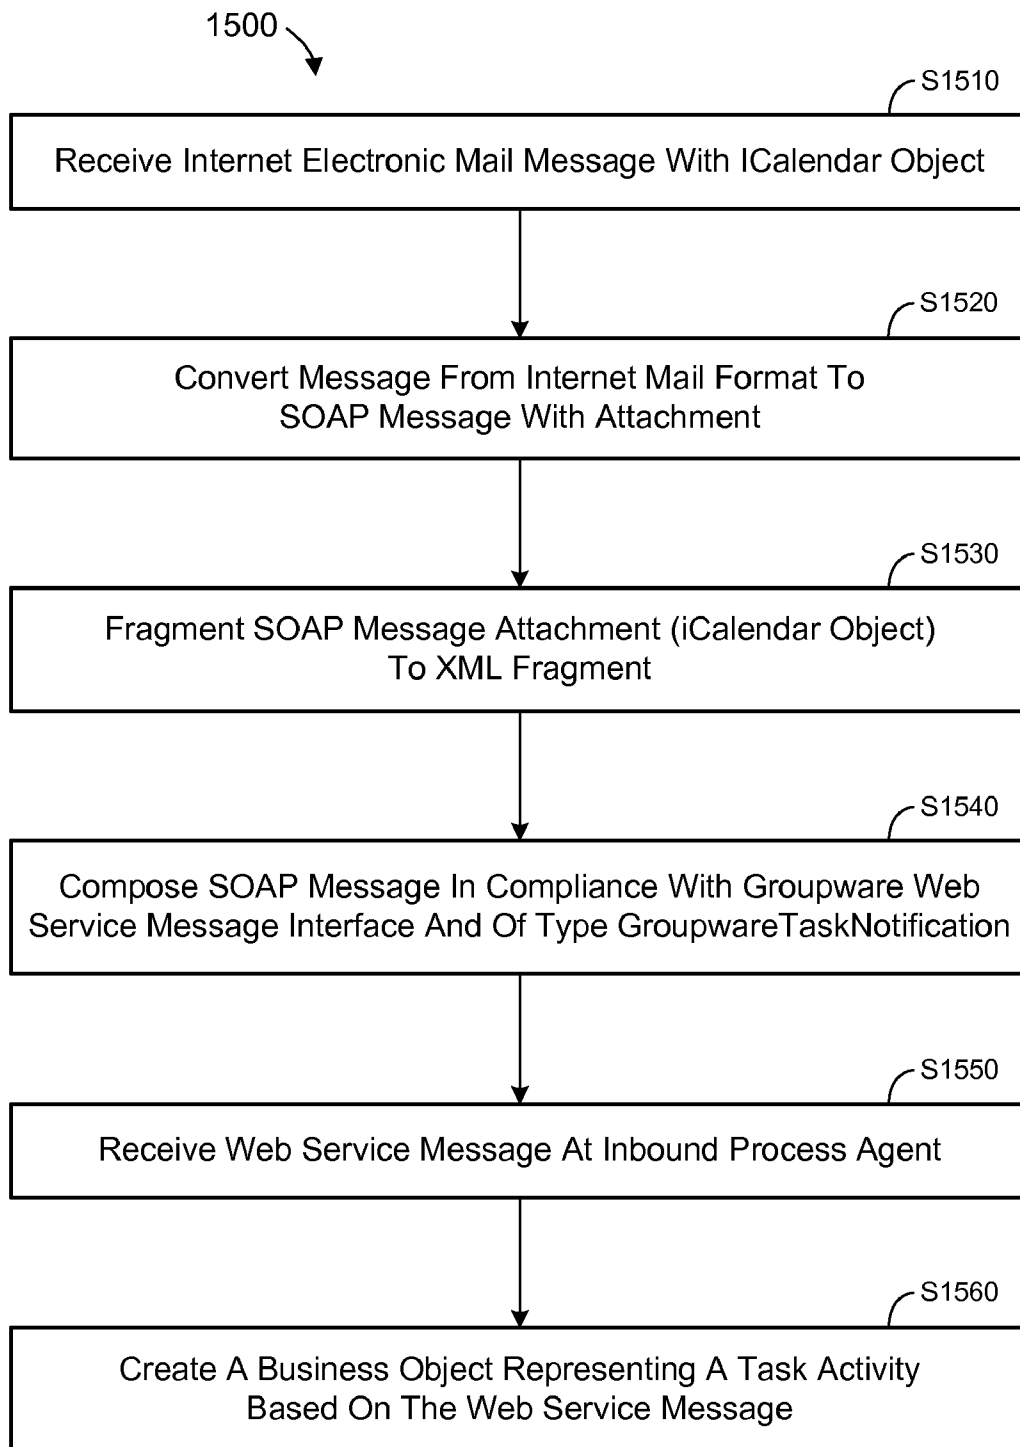 1500
S1510
Receive Internet Electronic Mail Message With ICalendar Object
S1520
Convert Message From Internet Mail Format To
SOAP Message With Attachment
S1530
Fragment SOAP Message Attachment (iCalendar Object)
To XML Fragment
S1540
Compose SOAP Message In Compliance With Groupware Web
Service Message Interface And Of Type GroupwareTaskNotification
S1550
Receive Web Service Message At Inbound Process Agent
S1560
Create A Business Object Representing A Task Activity
Based On The Web Service Message